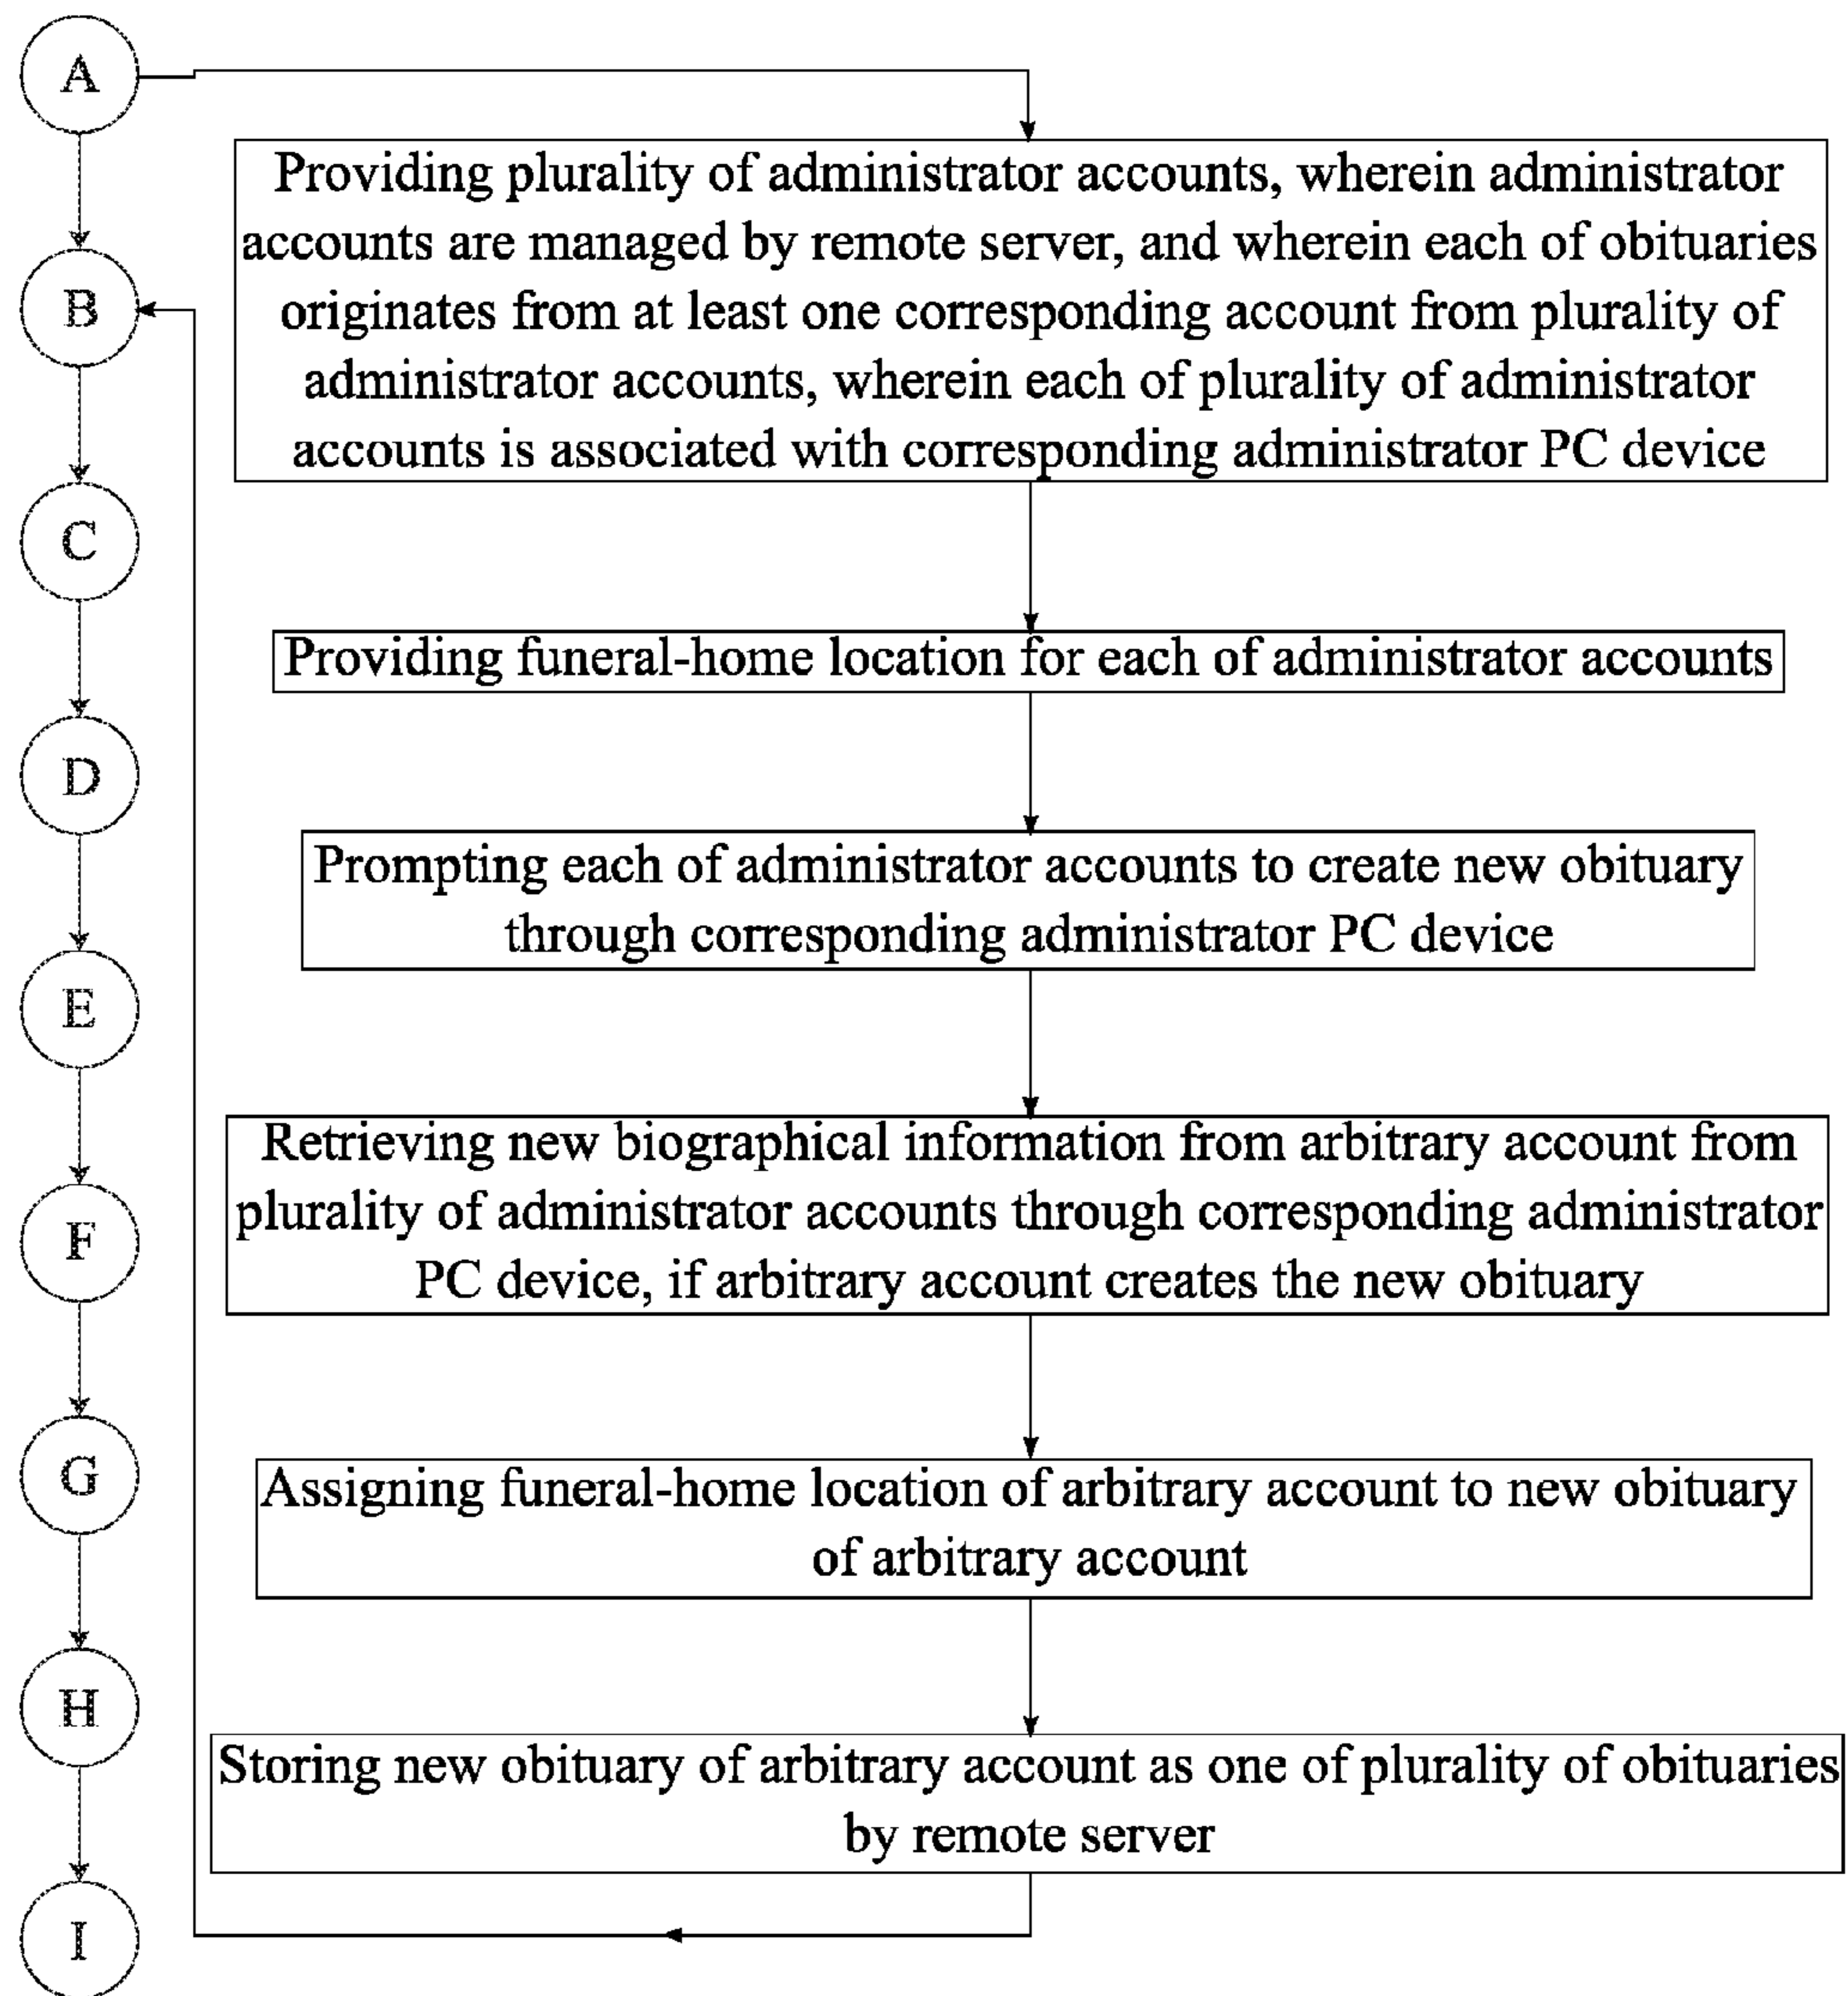 A
Providing plurality of administrator accounts, wherein administrator
accounts are managed by remote server, and wherein each of obituaries
originates from at least one corresponding account from plurality of
administrator accounts, wherein each of plurality of administrator
accounts is associated with corresponding administrator PC device
B
C
Providing funeral-home location for each of administrator accounts
D
Prompting each of administrator accounts to create new obituary
through corresponding administrator PC device
E
Retrieving new biographical information from arbitrary account from
plurality of administrator accounts through corresponding administrator
PC device, if arbitrary account creates the new obituary
F
G
Assigning funeral-home location of arbitrary account to new obituary
of arbitrary account
H
Storing new obituary of arbitrary account as one of plurality of obituaries
by remote server
I